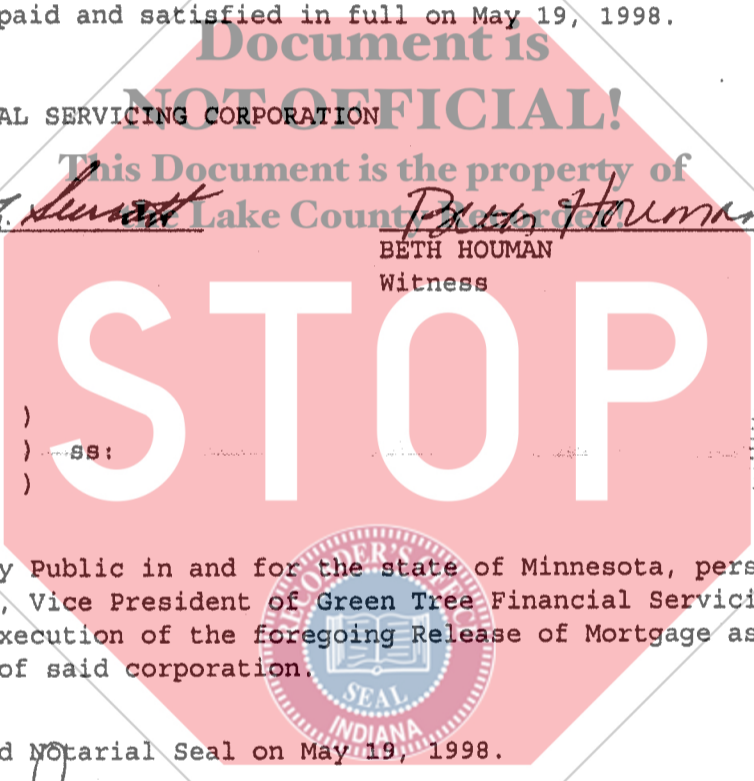 paid and satisfied in full on May 19, 1998.
Document is
NOT OFFICIAL!
AL SERVICING CORPORATION
This Document is the property of
the Lake County Recorder!
Beth Houman
BETH HOUMAN
Witness
STOP
)
) ss:
)
RECORDER'S OFFICE
y Public in and for the state of Minnesota, pers
, Vice President of Green Tree Financial Servici
xecution of the foregoing Release of Mortgage as
of said corporation.
SEAL
INDIANA
d Notarial Seal on May 19, 1998.